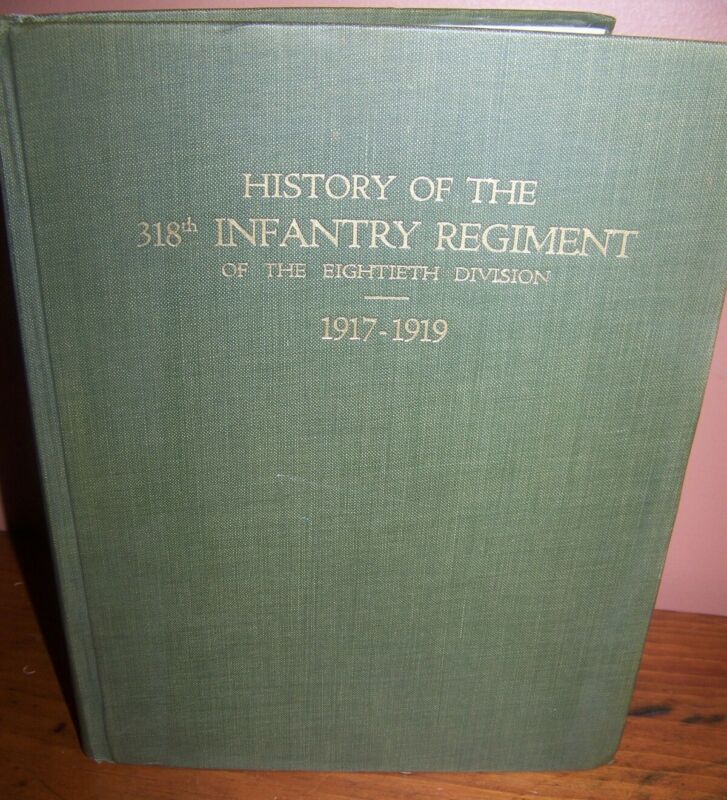 HISTORY OF THE
318th INFANTRY REGIMENT
OF THE EIGHTIETH DIVISION
1917-1919